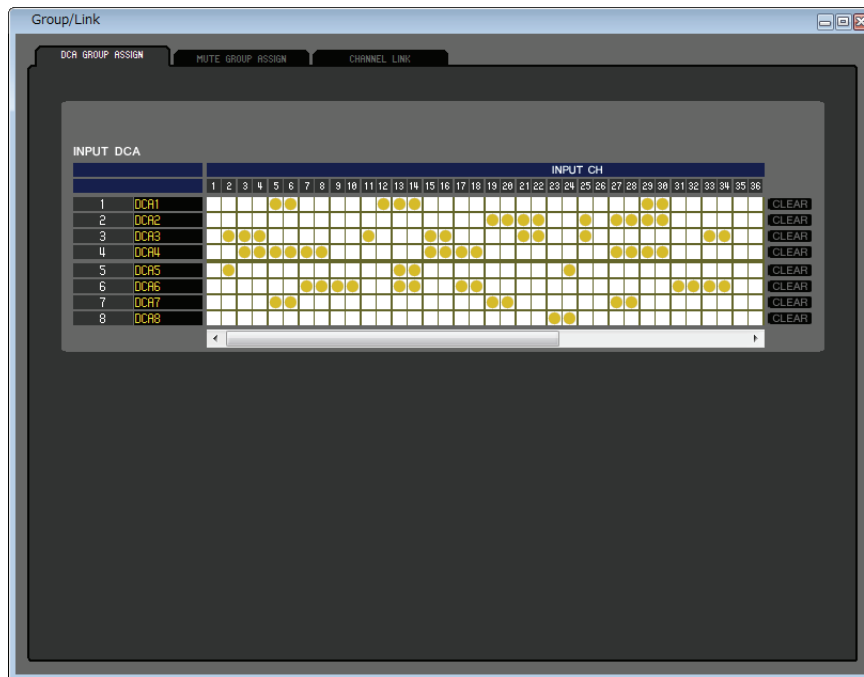 Group/Link
DCA GROUP ASSIGN MUTE GROUP ASSIGN CHANNEL LINK
INPUT DCA
INPUT CH
1 2 3 4 5 6 7 8 9 10 11 12 13 14 15 16 17 18 19 20 21 22 23 24 25 26 27 28 29 30 31 32 33 34 35 36
1 DCA1 CLEAR
2 DCA2 CLEAR
3 DCA3 CLEAR
4 DCA4 CLEAR
5 DCA5 CLEAR
6 DCA6 CLEAR
7 DCA7 CLEAR
8 DCA8 CLEAR